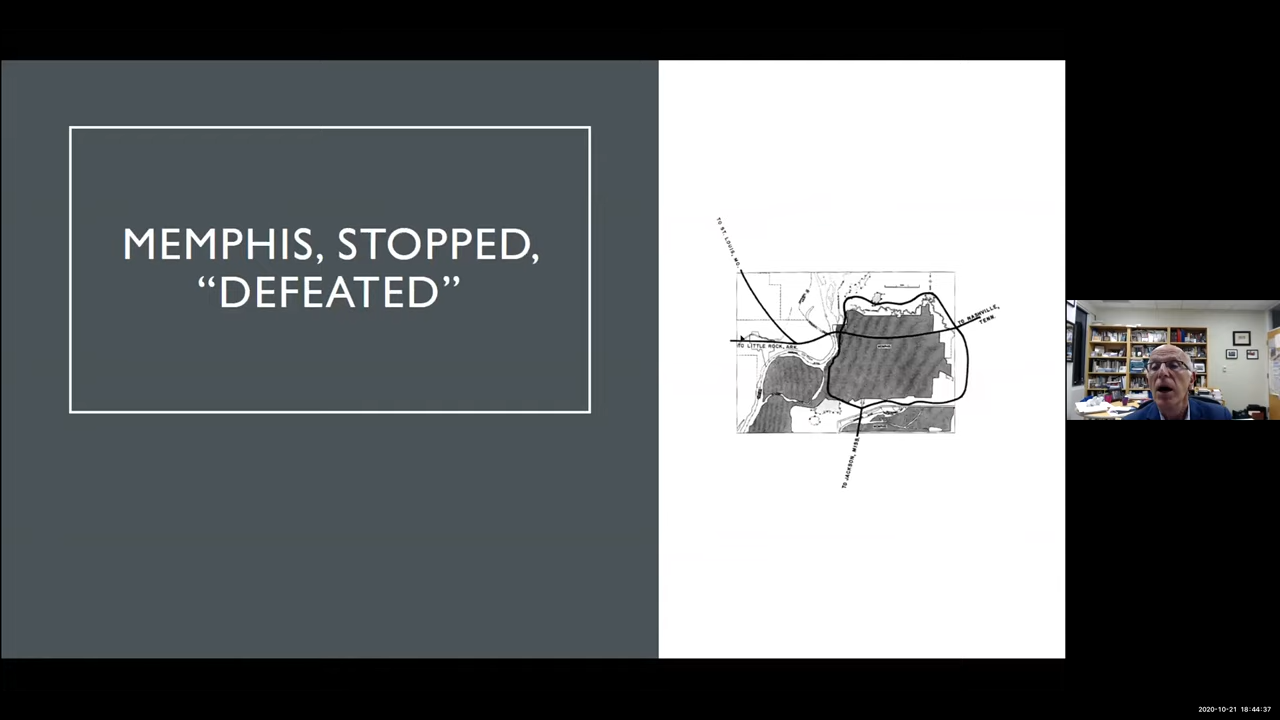 MEMPHIS, STOPPED,
“DEFEATED”
TO ST. LOUIS, MO.
TO NASHVILLE,
TENN.
TO LITTLE ROCK, ARK.
TO JACKSON, MISS.
2020-10-21 18:44:37